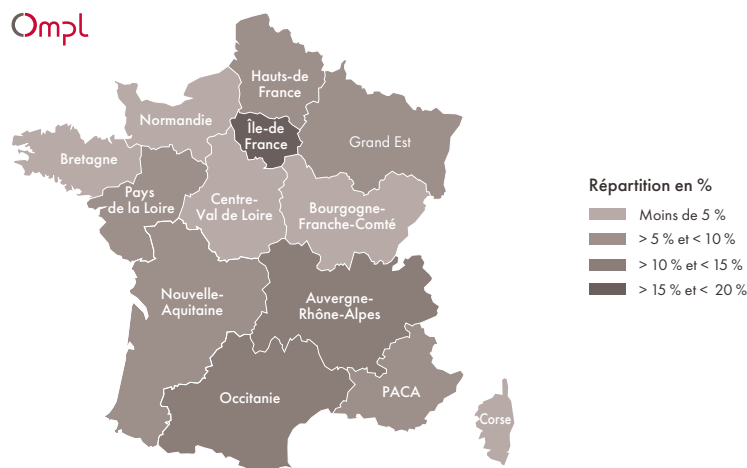 Ompl
Hauts-de
France
Normandie
Île-de
France
Grand Est
Bretagne
Pays
de la Loire
Centre-
Val de Loire
Bourgogne-
Franche-Comté
Répartition en %
Moins de 5 %
> 5 % et < 10 %
> 10 % et < 15 %
> 15 % et < 20 %
Nouvelle-
Aquitaine
Auvergne-
Rhône-Alpes
Occitanie
PACA
Corse